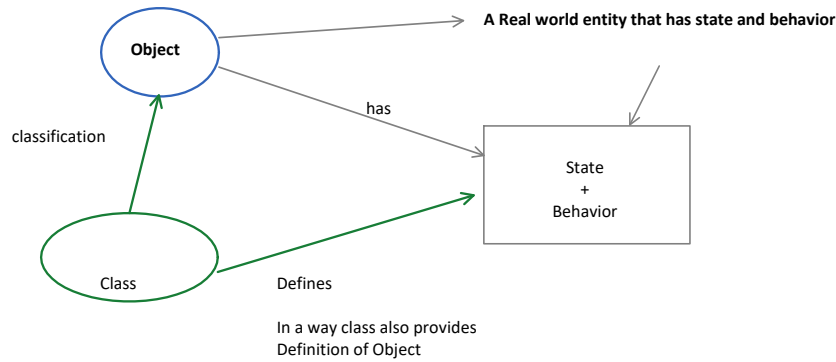 A Real world entity that has state and behavior
Object
has
classification
State
+
Behavior
Class
Defines
In a way class also provides
Definition of Object